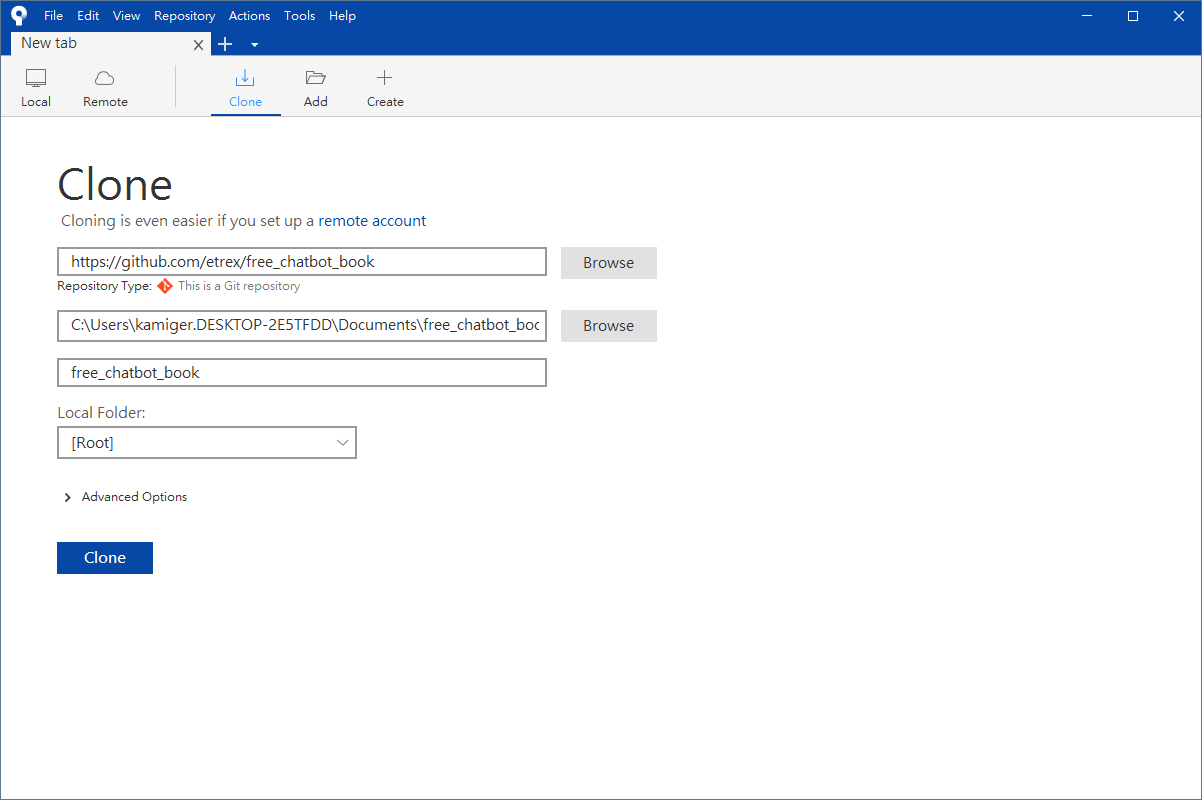 File Edit View Repository Actions Tools Help
New tab
Local Remote Clone Add Create
Clone
Cloning is even easier if you set up a remote account
https://github.com/etrex/free_chatbot_book Browse
Repository Type: This is a Git repository
C:\Users\kamiger.DESKTOP-2E5TFDD\Documents\free_chatbot_boo Browse
free_chatbot_book
Local Folder:
[Root]
Advanced Options
Clone